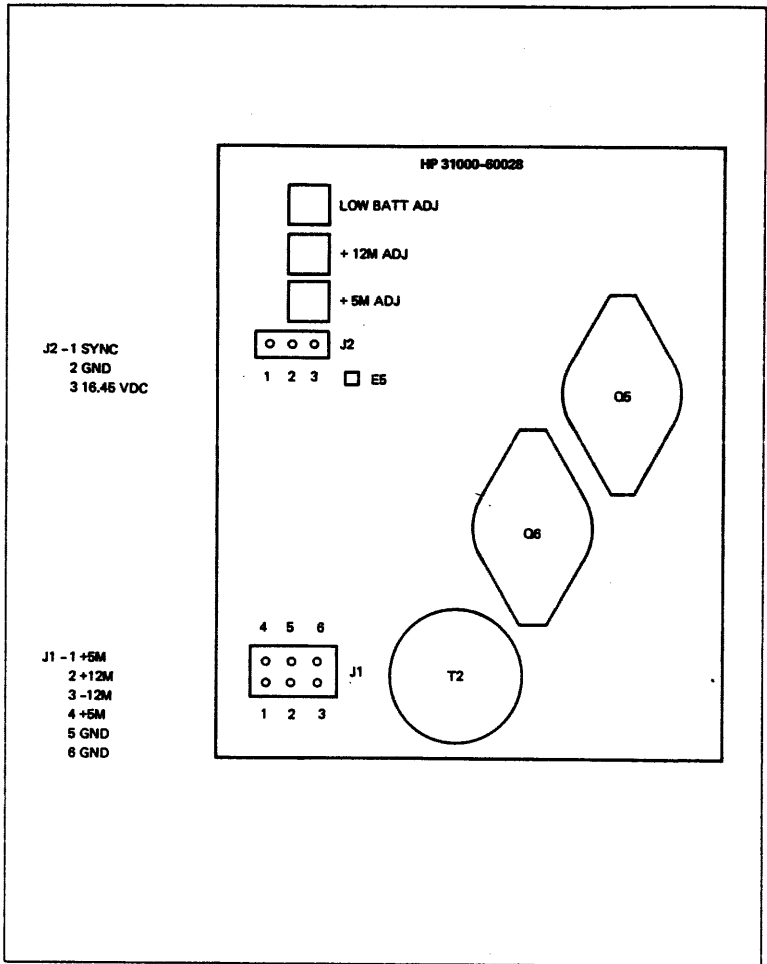 HP 31000-60028
LOW BATT ADJ
+ 12M ADJ
+ 5M ADJ
J2
1 2 3
E5
J2 - 1 SYNC
2 GND
3 16.45 VDC
Q5
Q6
4 5 6
J1
1 2 3
T2
J1 - 1 +5M
2 +12M
3 -12M
4 +5M
5 GND
6 GND